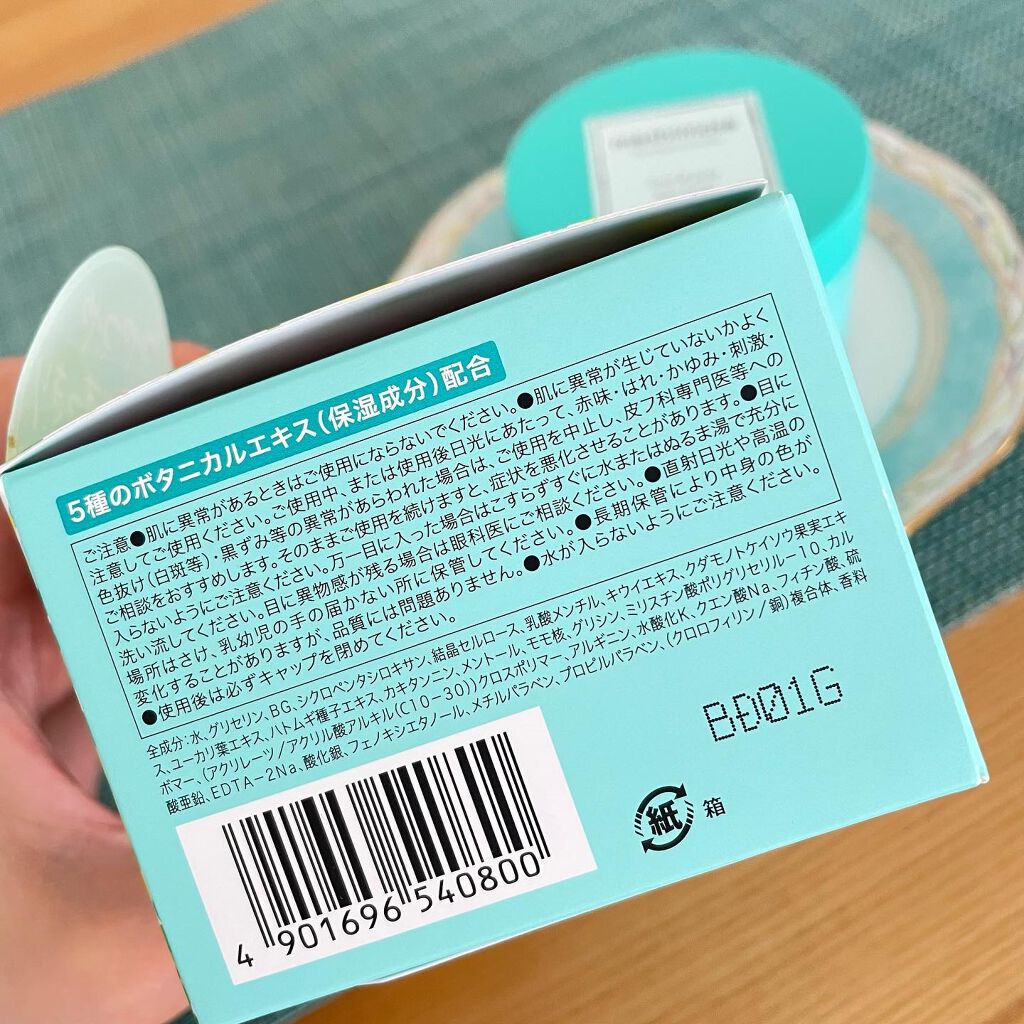 5種のボタニカルエキス(保湿成分)配合
ご注意●肌に異常があるときはご使用にならないでください。●肌に異常が生じていないかよく
注意してご使用ください。ご使用中、または使用後日光にあたって、赤味・はれ・かゆみ・刺激・
色抜け(白斑等)・黒ずみ等の異常があらわれた場合は、ご使用を中止し、皮フ科専門医等への
ご相談をおすすめします。そのままご使用を続けますと、症状を悪化させることがあります。●目に
入らないようにご注意ください。万一目に入った場合はこすらずすぐに水またはぬるま湯で充分に
洗い流してください。目に異物感が残る場合は眼科医にご相談ください。●直射日光や高温の
場所はさけ、乳幼児の手の届かない所に保管してください。●長期保管により中身の色が
変化することがありますが、品質には問題ありません。●水が入らないようにご注意ください。
●使用後は必ずキャップを閉めてください。
全成分:水、グリセリン、BG、シクロペンタシロキサン、結晶セルロース、乳酸メンチル、キウイエキス、クダモノトケイソウ果実エキ
ス、ユーカリ葉エキス、ハトムギ種子エキス、カキタンニン、メントール、モモ核、グリシン、ミリスチン酸ポリグリセリル-10、カル
ボマー、(アクリレーツ/アクリル酸アルキル(C10-30))クロスポリマー、アルギニン、水酸化K、クエン酸Na、フィチン酸、硫
酸亜鉛、EDTA-2Na、酸化銀、フェノキシエタノール、メチルパラベン、プロピルパラベン、(クロロフィリン/銅)複合体、香料
BD01G
紙 箱
4 901696 540800